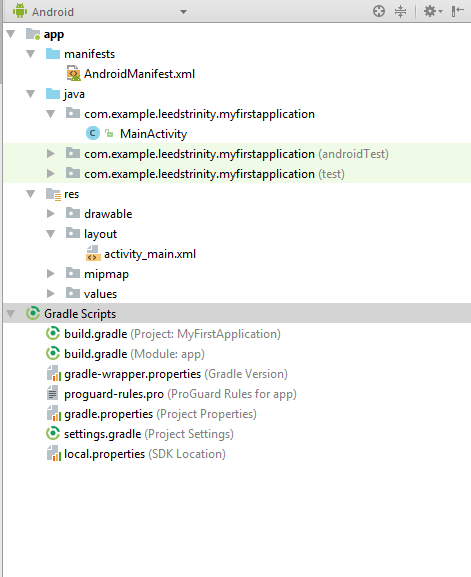 Android
app
manifests
AndroidManifest.xml
java
com.example.leedstrinity.myfirstapplication
C MainActivity
com.example.leedstrinity.myfirstapplication (androidTest)
com.example.leedstrinity.myfirstapplication (test)
res
drawable
layout
activity_main.xml
mipmap
values
Gradle Scripts
build.gradle (Project: MyFirstApplication)
build.gradle (Module: app)
gradle-wrapper.properties (Gradle Version)
proguard-rules.pro (ProGuard Rules for app)
gradle.properties (Project Properties)
settings.gradle (Project Settings)
local.properties (SDK Location)